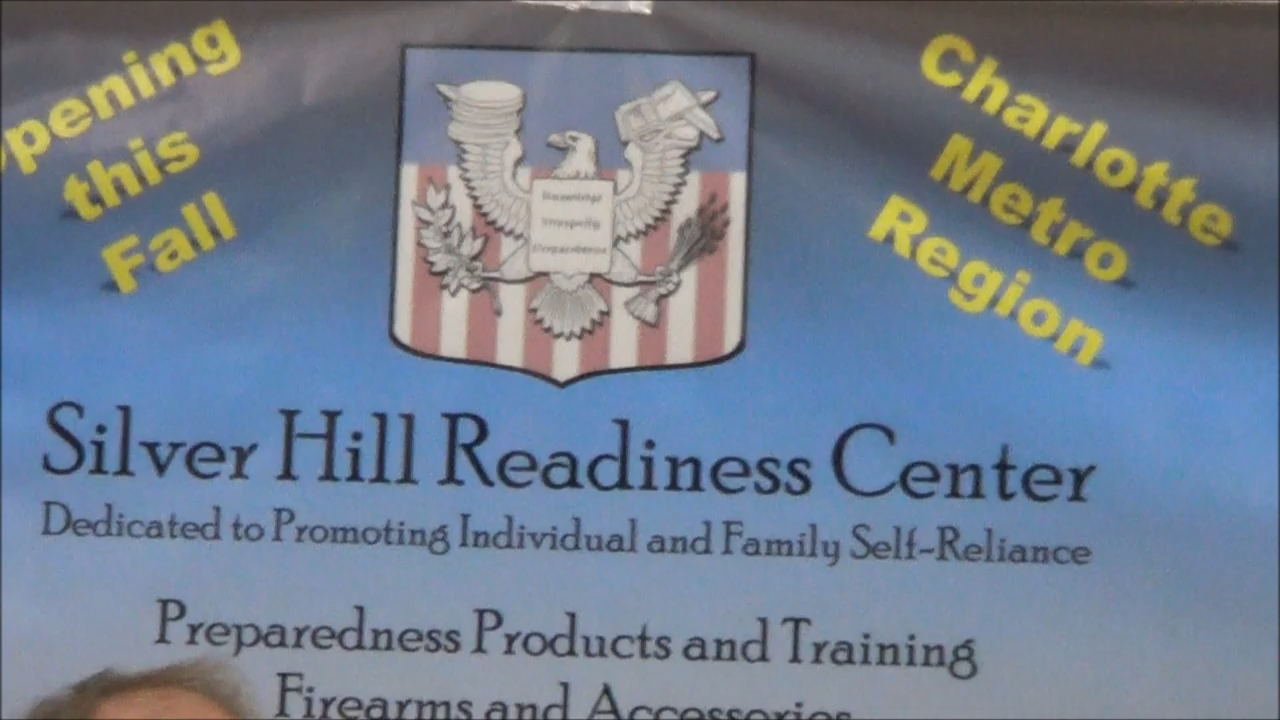 pening
this
Fall
Charlotte
Metro
Region
Silver Hill Readiness Center
Dedicated to Promoting Individual and Family Self-Reliance
Preparedness Products and Training
Firearms and Accessories